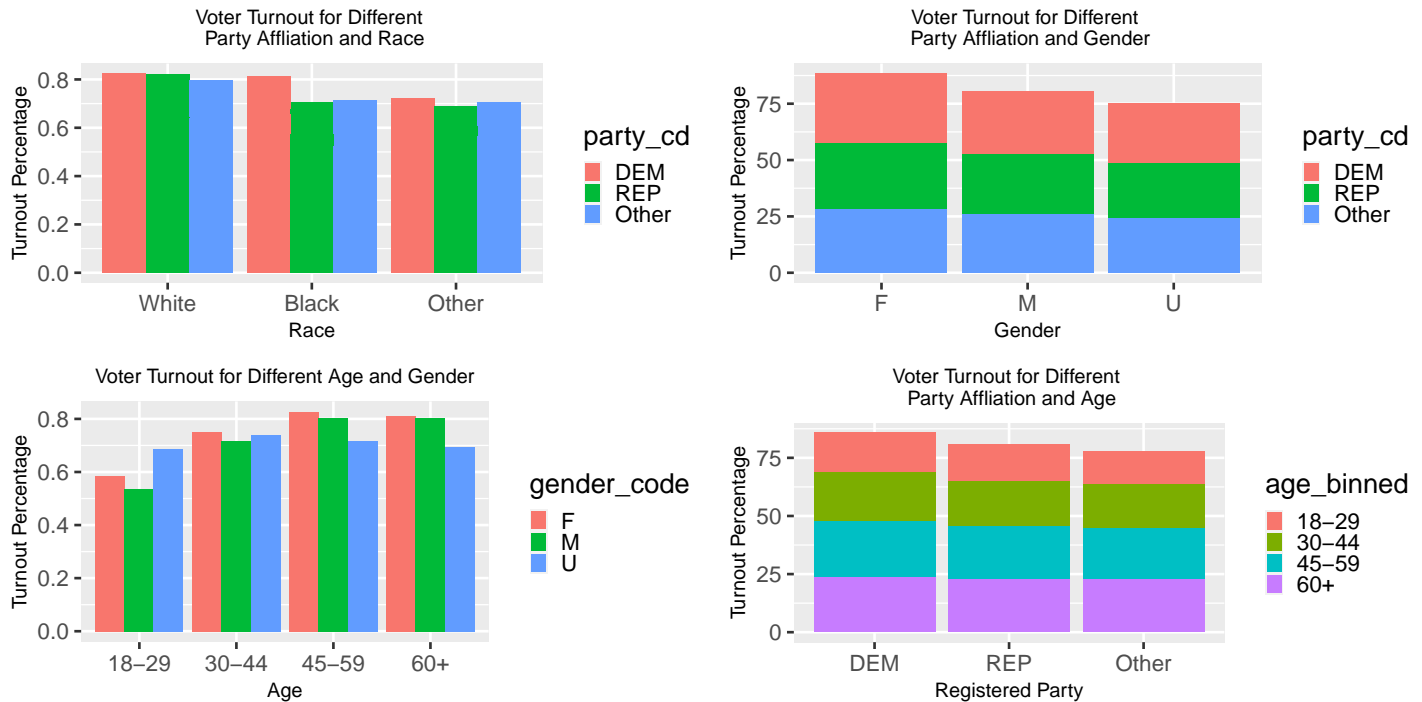 Voter Turnout for Different
Party Affliation and Race
Turnout Percentage
0.8
0.6
0.4
0.2
0.0
White Black Other
Race
party_cd
DEM
REP
Other
Voter Turnout for Different
Party Affliation and Gender
Turnout Percentage
75
50
25
0
F M U
Gender
party_cd
DEM
REP
Other
Voter Turnout for Different Age and Gender
Turnout Percentage
0.8
0.6
0.4
0.2
0.0
18–29 30–44 45–59 60+
Age
gender_code
F
M
U
Voter Turnout for Different
Party Affliation and Age
Turnout Percentage
75
50
25
0
DEM REP Other
Registered Party
age_binned
18–29
30–44
45–59
60+